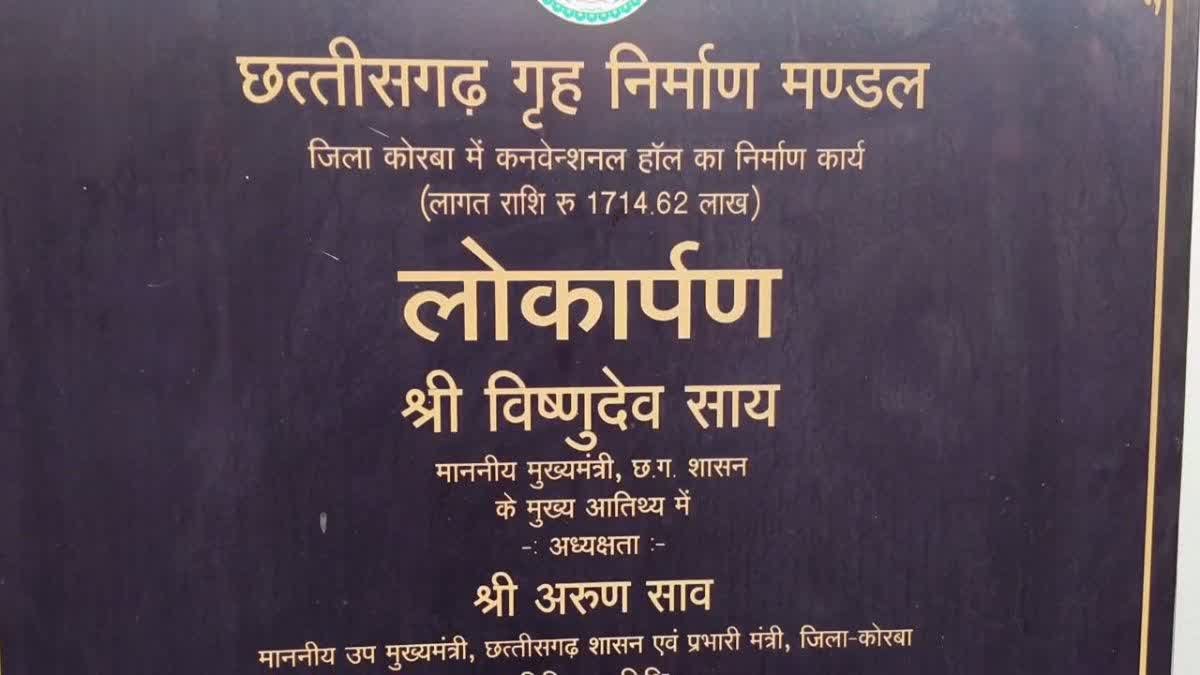 छत्तीसगढ़ गृह निर्माण मण्डल
जिला कोरबा में कनवेन्शनल हॉल का निर्माण कार्य
(लागत राशि रु 1714.62 लाख)
लोकार्पण
श्री विष्णुदेव साय
माननीय मुख्यमंत्री, छ.ग. शासन
के मुख्य आतिथ्य में
-: अध्यक्षता :-
श्री अरुण साव
माननीय उप मुख्यमंत्री, छत्तीसगढ़ शासन एवं प्रभारी मंत्री, जिला-कोरबा